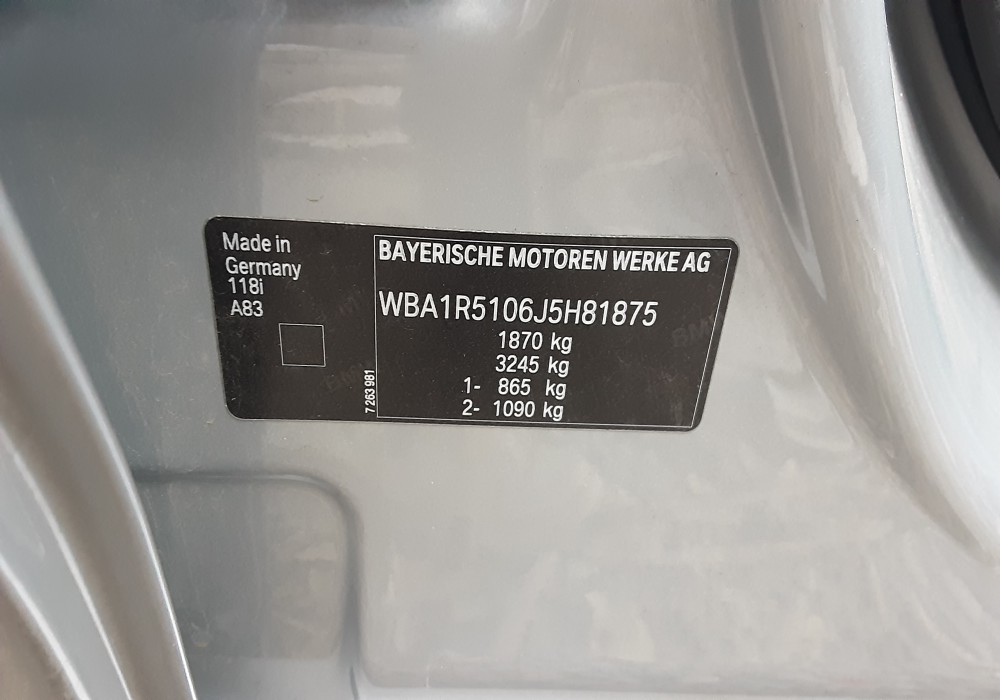 Made in
Germany
118i
A83
7 263 981
BAYERISCHE MOTOREN WERKE AG
WBA1R5106J5H81875
1870 kg
3245 kg
1- 865 kg
2- 1090 kg